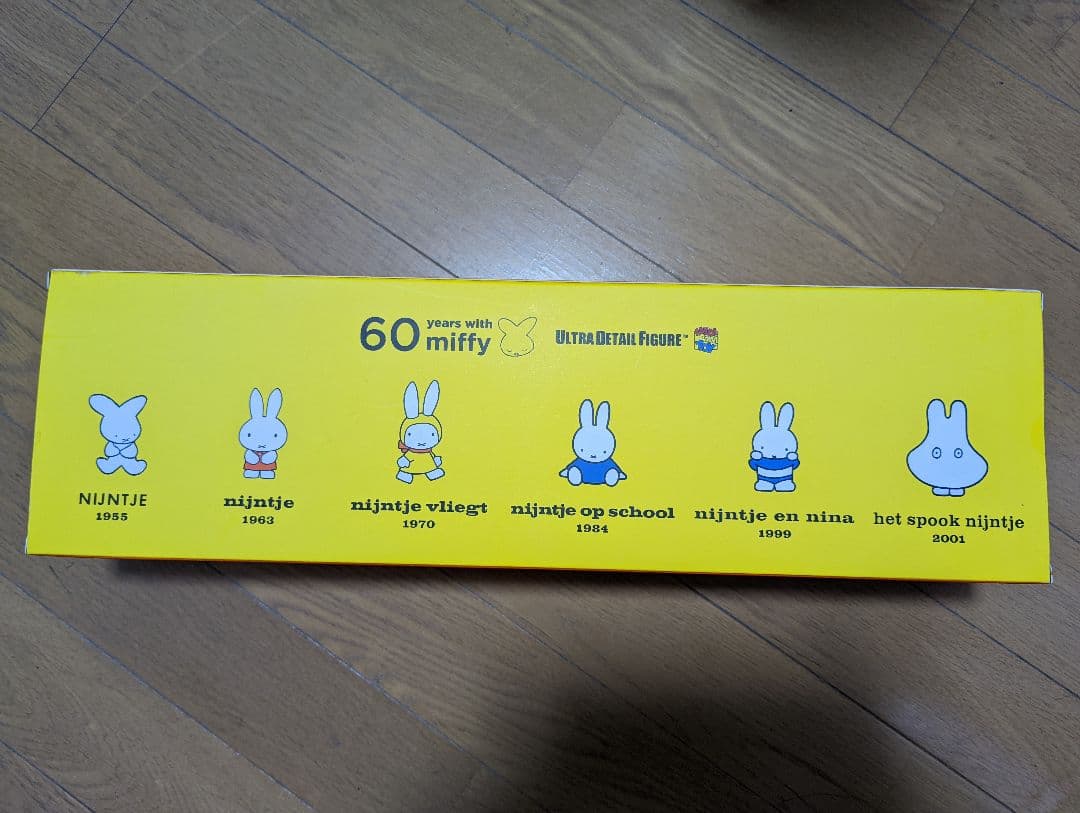 60 years with
miffy
ULTRA DETAIL FIGURE™
NIJNTJE
1955
nijntje
1963
nijntje vliegt
1970
nijntje op school
1984
nijntje en nina
1999
het spook nijntje
2001